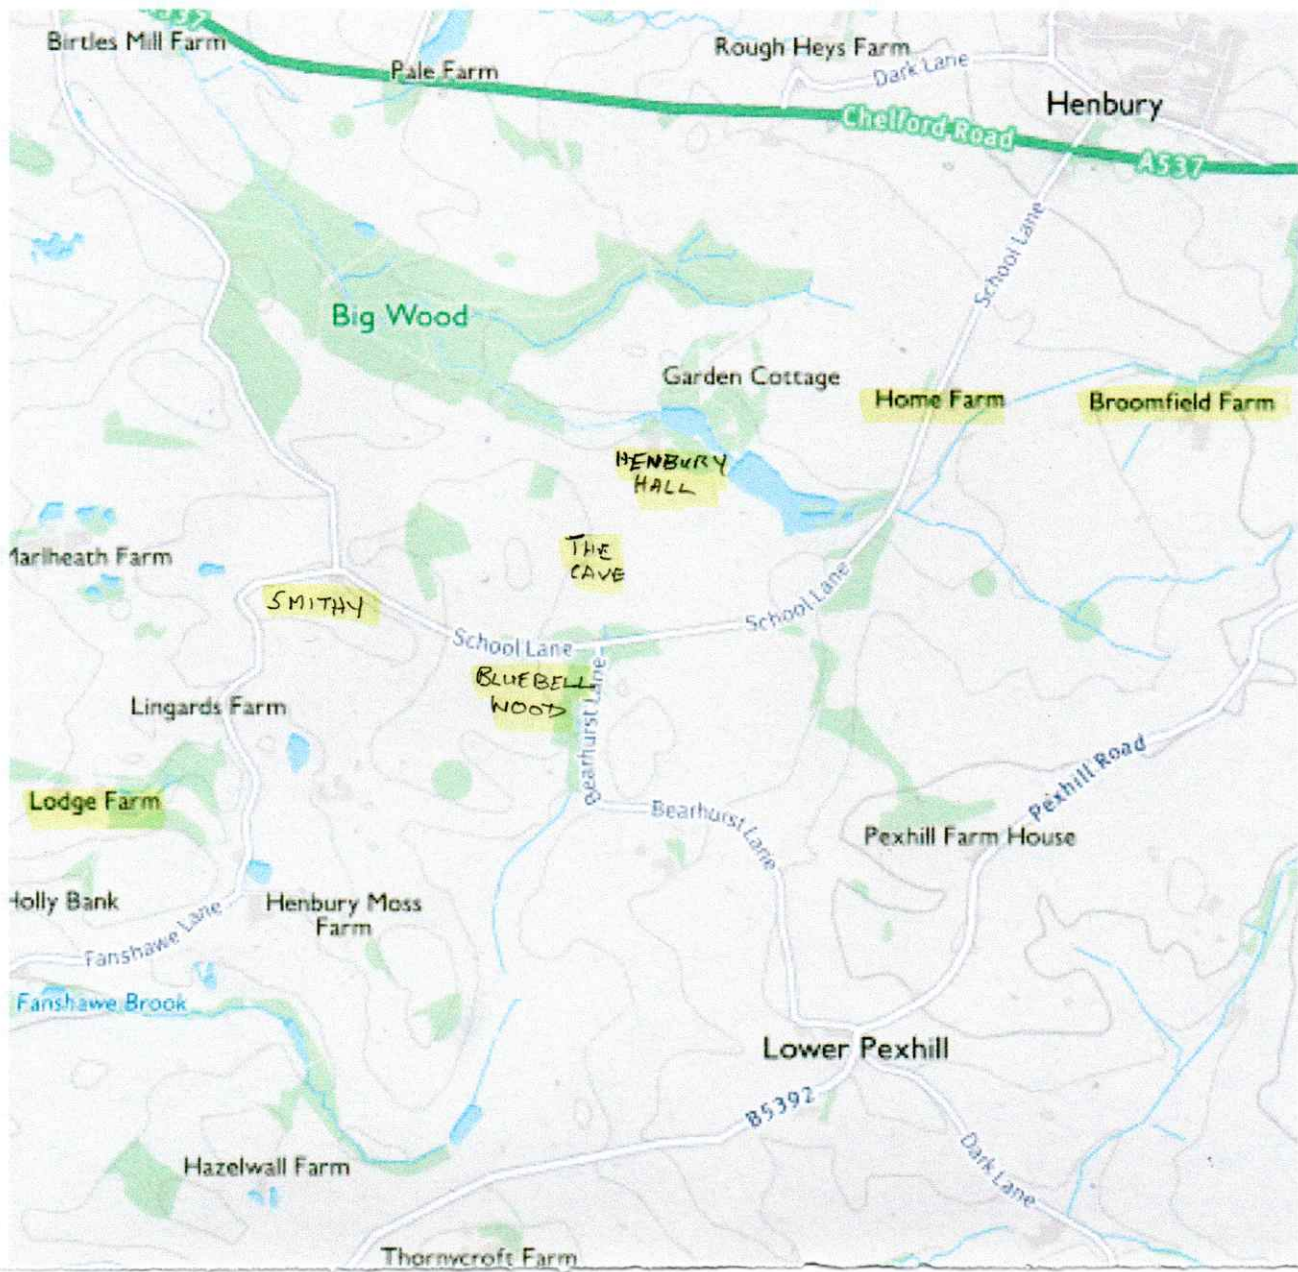 Birtles Mill Farm
Pale Farm
Rough Heys Farm
Dark Lane
Henbury
Chelford Road
A537
School Lane
Big Wood
Garden Cottage
Home Farm
Broomfield Farm
HENBURY
HALL
THE
CAVE
Marlheath Farm
SMITHY
School Lane
School Lane
BLUEBELL
WOOD
Bearhurst Lane
Lingards Farm
Lodge Farm
Bearhurst Lane
Pexhill Road
Pexhill Farm House
Holly Bank
Henbury Moss
Farm
Fanshawe Lane
Fanshawe Brook
Lower Pexhill
B5392
Dark Lane
Hazelwall Farm
Thornycroft Farm